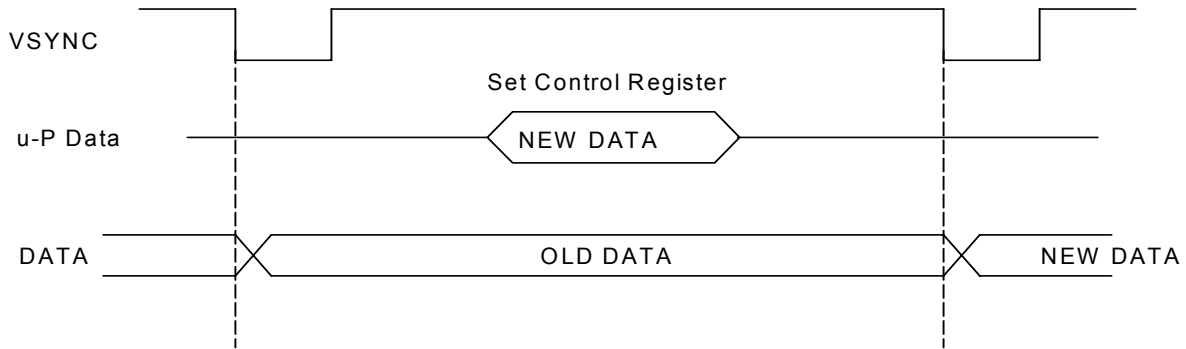 VSYNC
Set Control Register
u-P Data
NEW DATA
DATA
OLD DATA
NEW DATA